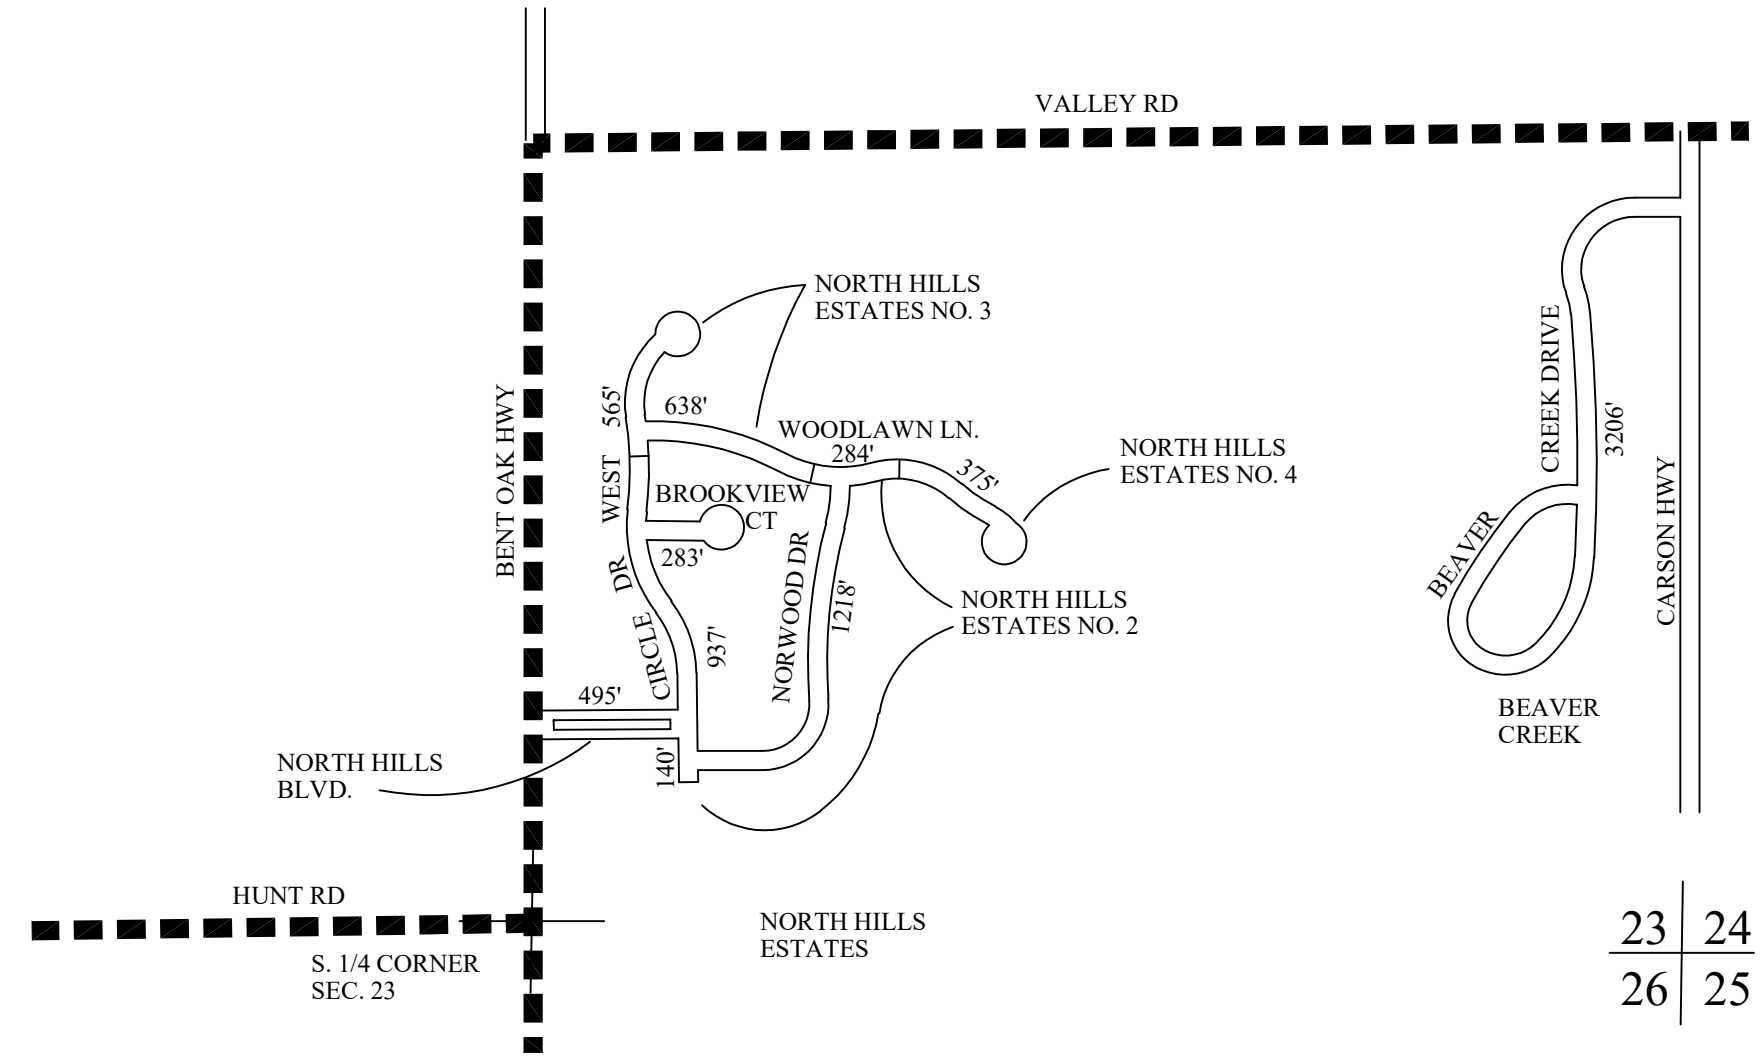 VALLEY RD
NORTH HILLS
ESTATES NO. 3
565'
638'
WOODLAWN LN.
284'
375'
NORTH HILLS
ESTATES NO. 4
BENT OAK HWY
WEST
BROOKVIEW
CT
283'
DR
CIRCLE
937'
NORWOOD DR
1218'
NORTH HILLS
ESTATES NO. 2
495'
140'
NORTH HILLS
BLVD.
CREEK DRIVE
3206'
BEAVER
CARSON HWY
BEAVER
CREEK
HUNT RD
S. 1/4 CORNER
SEC. 23
NORTH HILLS
ESTATES
23 24
26 25